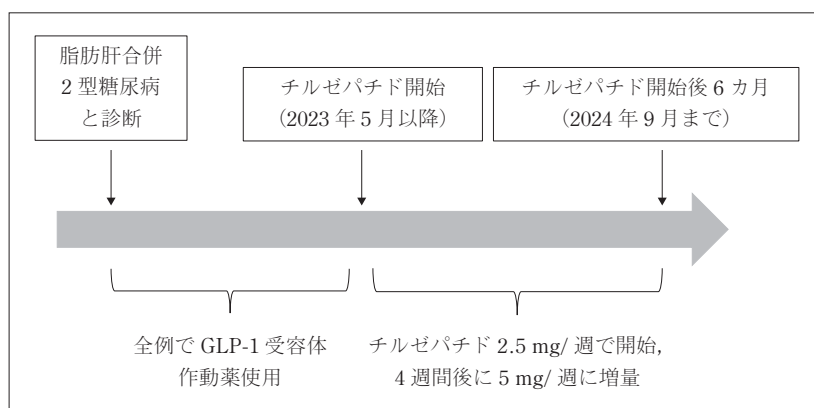 脂肪肝合併
2 型糖尿病
と診断
チルゼパチド開始
(2023 年 5 月以降)
チルゼパチド開始後 6 カ月
(2024 年 9 月まで)
全例で GLP-1 受容体
作動薬使用
チルゼパチド 2.5 mg/ 週で開始,
4 週間後に 5 mg/ 週に増量